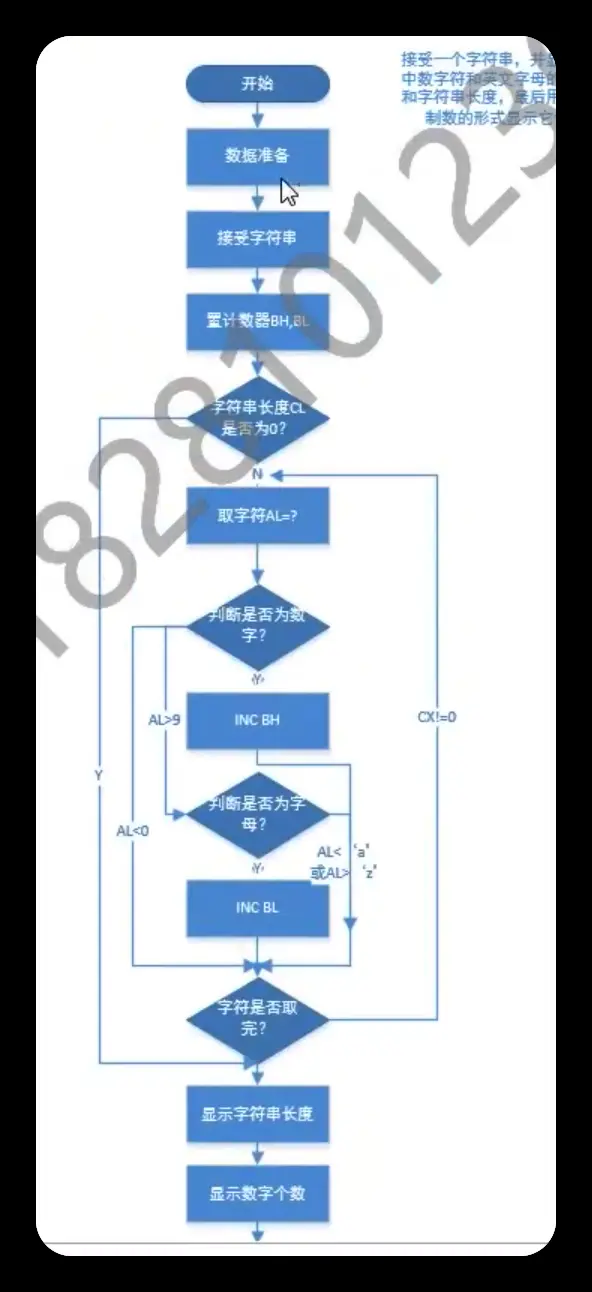 接受一个字符串，并
中数字符和英文字母的
和字符串长度，最后用
制数的形式显示它
开始
数据准备
接受字符串
置计数器BH,BL
字符串长度CL
是否为0?
N
取字符AL=?
判断是否为数
字?
Y
INC BH
AL>9
CX!=0
Y
判断是否为字
母?
AL<0
AL< 'a'
或AL> 'z'
Y
INC BL
字符是否取
完?
显示字符串长度
显示数字个数
182810123